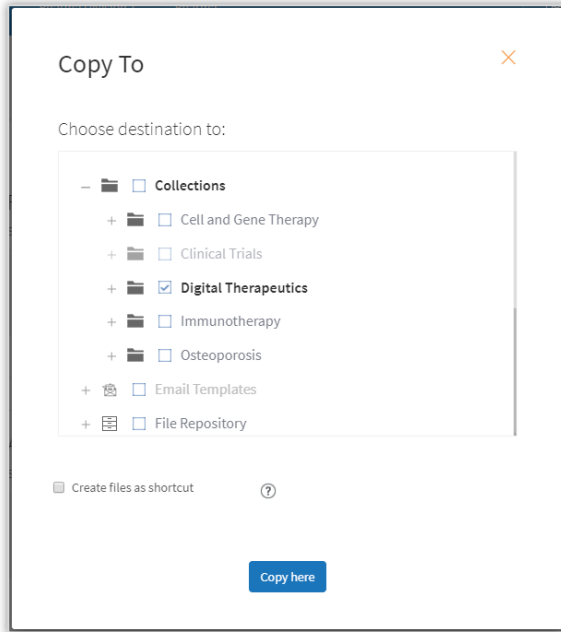 Copy To
Choose destination to:
Collections
Cell and Gene Therapy
Clinical Trials
Digital Therapeutics
Immunotherapy
Osteoporosis
Email Templates
File Repository
Create files as shortcut
?
Copy here